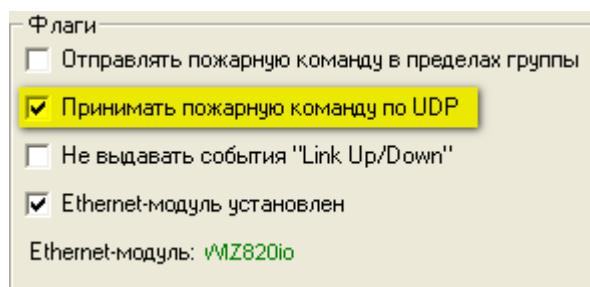 Флаги
Отправлять пожарную команду в пределах группы
Принимать пожарную команду по UDP
Не выдавать события "Link Up/Down"
Ethernet-модуль установлен
Ethernet-модуль: WIZ820io